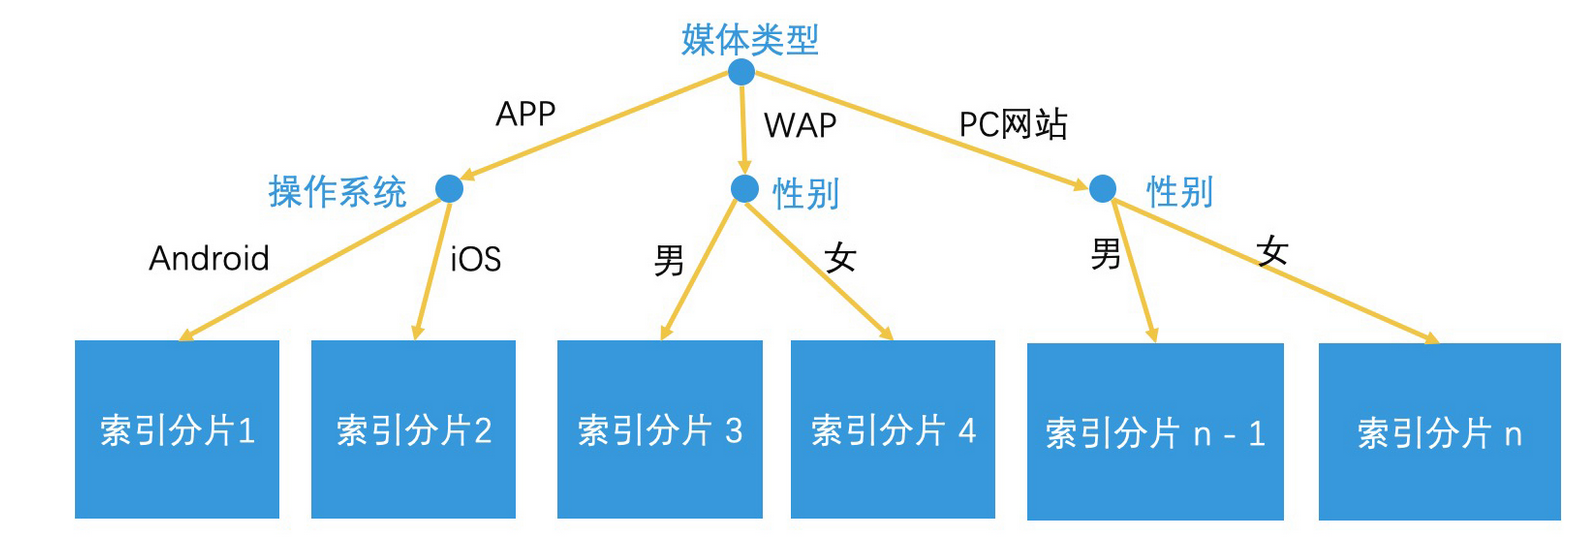 媒体类型
APP
WAP
PC网站
操作系统
性别
性别
Android
iOS
男
女
男
女
索引分片1
索引分片2
索引分片 3
索引分片 4
索引分片 n - 1
索引分片 n